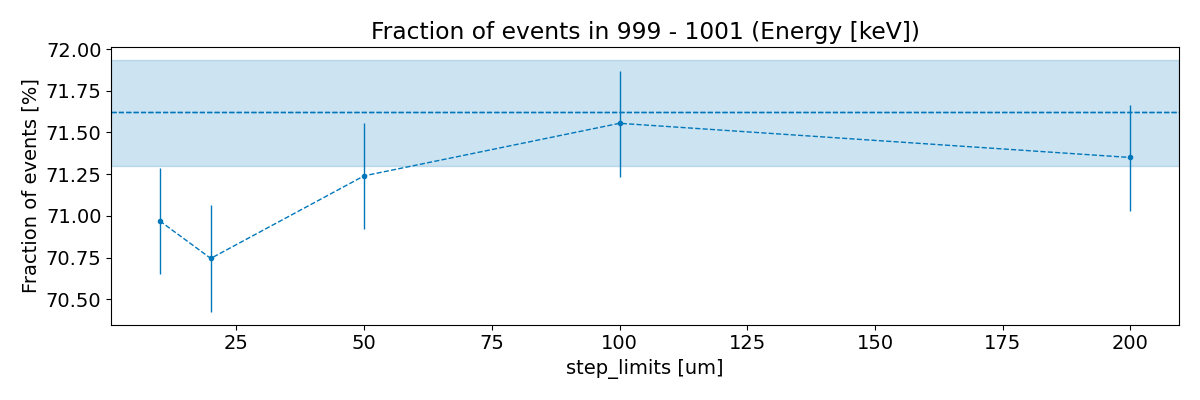 Fraction of events in 999 - 1001 (Energy [keV])
Fraction of events [%]
72.00
71.75
71.50
71.25
71.00
70.75
70.50
25 50 75 100 125 150 175 200
step_limits [um]